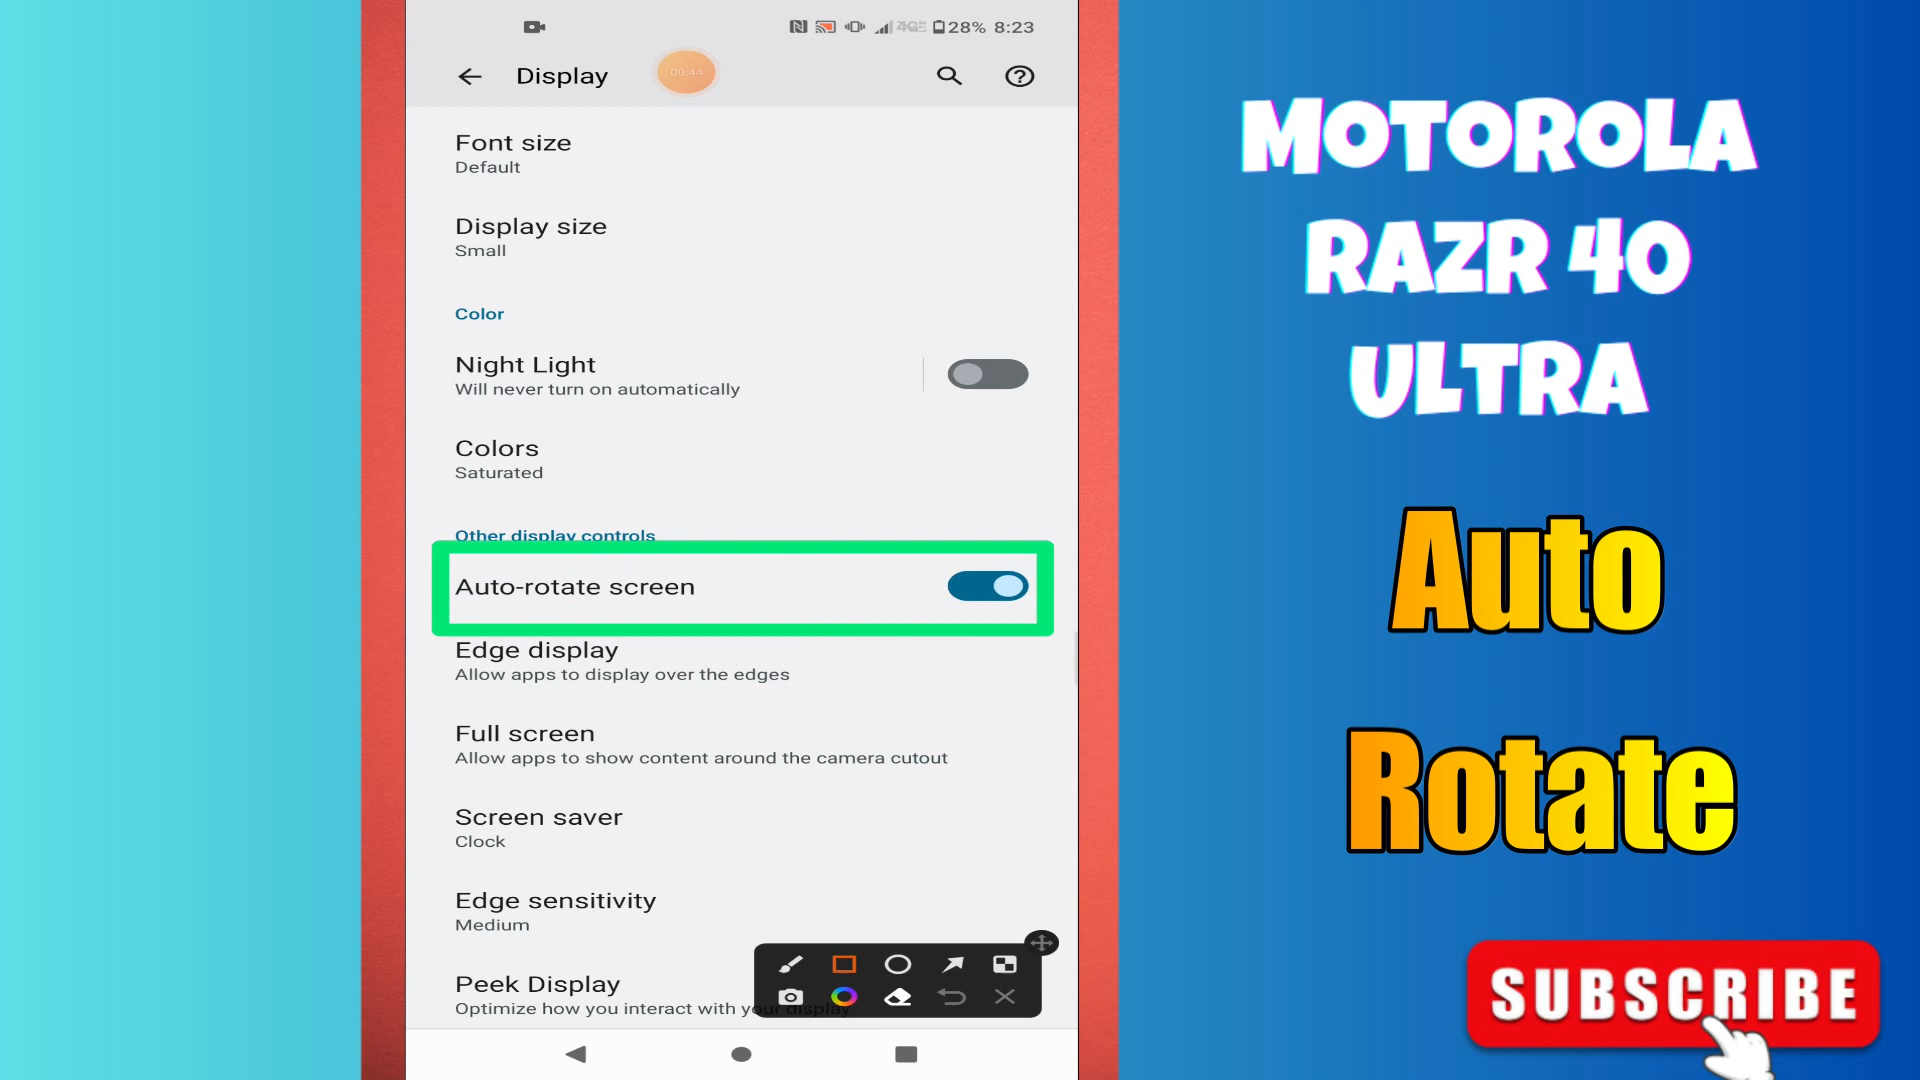 28% 8:23
Display
00:44
Font size
Default
Display size
Small
Color
Night Light
Will never turn on automatically
Colors
Saturated
Other display controls
Auto-rotate screen
Edge display
Allow apps to display over the edges
Full screen
Allow apps to show content around the camera cutout
Screen saver
Clock
Edge sensitivity
Medium
Peek Display
Optimize how you interact with your display
MOTOROLA
RAZR 40
ULTRA
Auto
Rotate
SUBSCRIBE